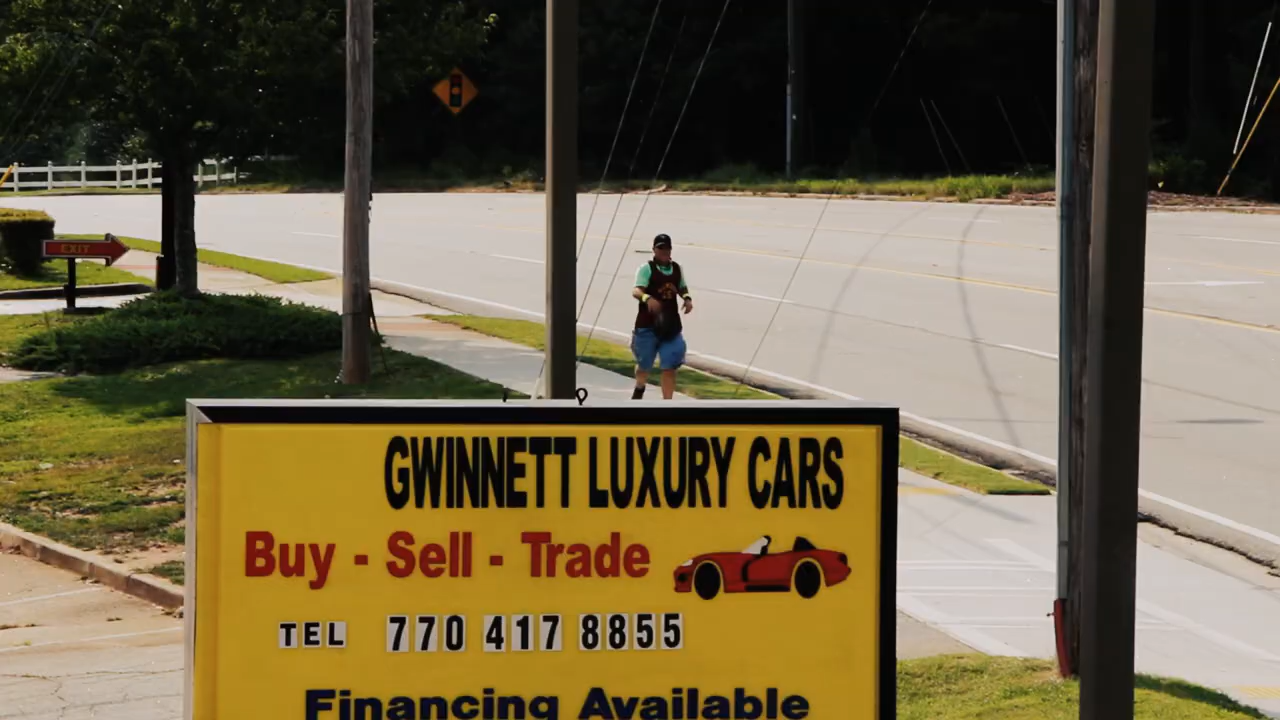 EXIT
GWINNETT LUXURY CARS
Buy - Sell - Trade
TEL 770 417 8855
Financing Available